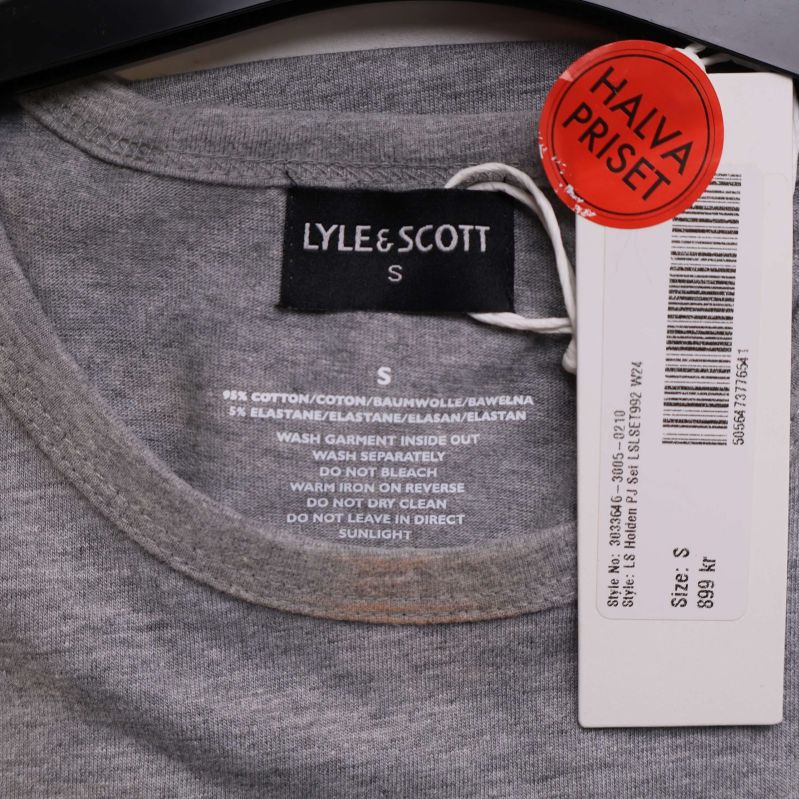 HALVA
PRISET
LYLE & SCOTT
S
S
95% COTTON/COTON/BAUMWOLLE/BAWEŁNA
5% ELASTANE/ELASTANE/ELASAN/ELASTAN
WASH GARMENT INSIDE OUT
WASH SEPARATELY
DO NOT BLEACH
WARM IRON ON REVERSE
DO NOT DRY CLEAN
DO NOT LEAVE IN DIRECT
SUNLIGHT
Style No: 3033646-3005-0210
Style: LS Holden PJ Set LSLSET992 W24
5056473776541
Size: S
899 kr